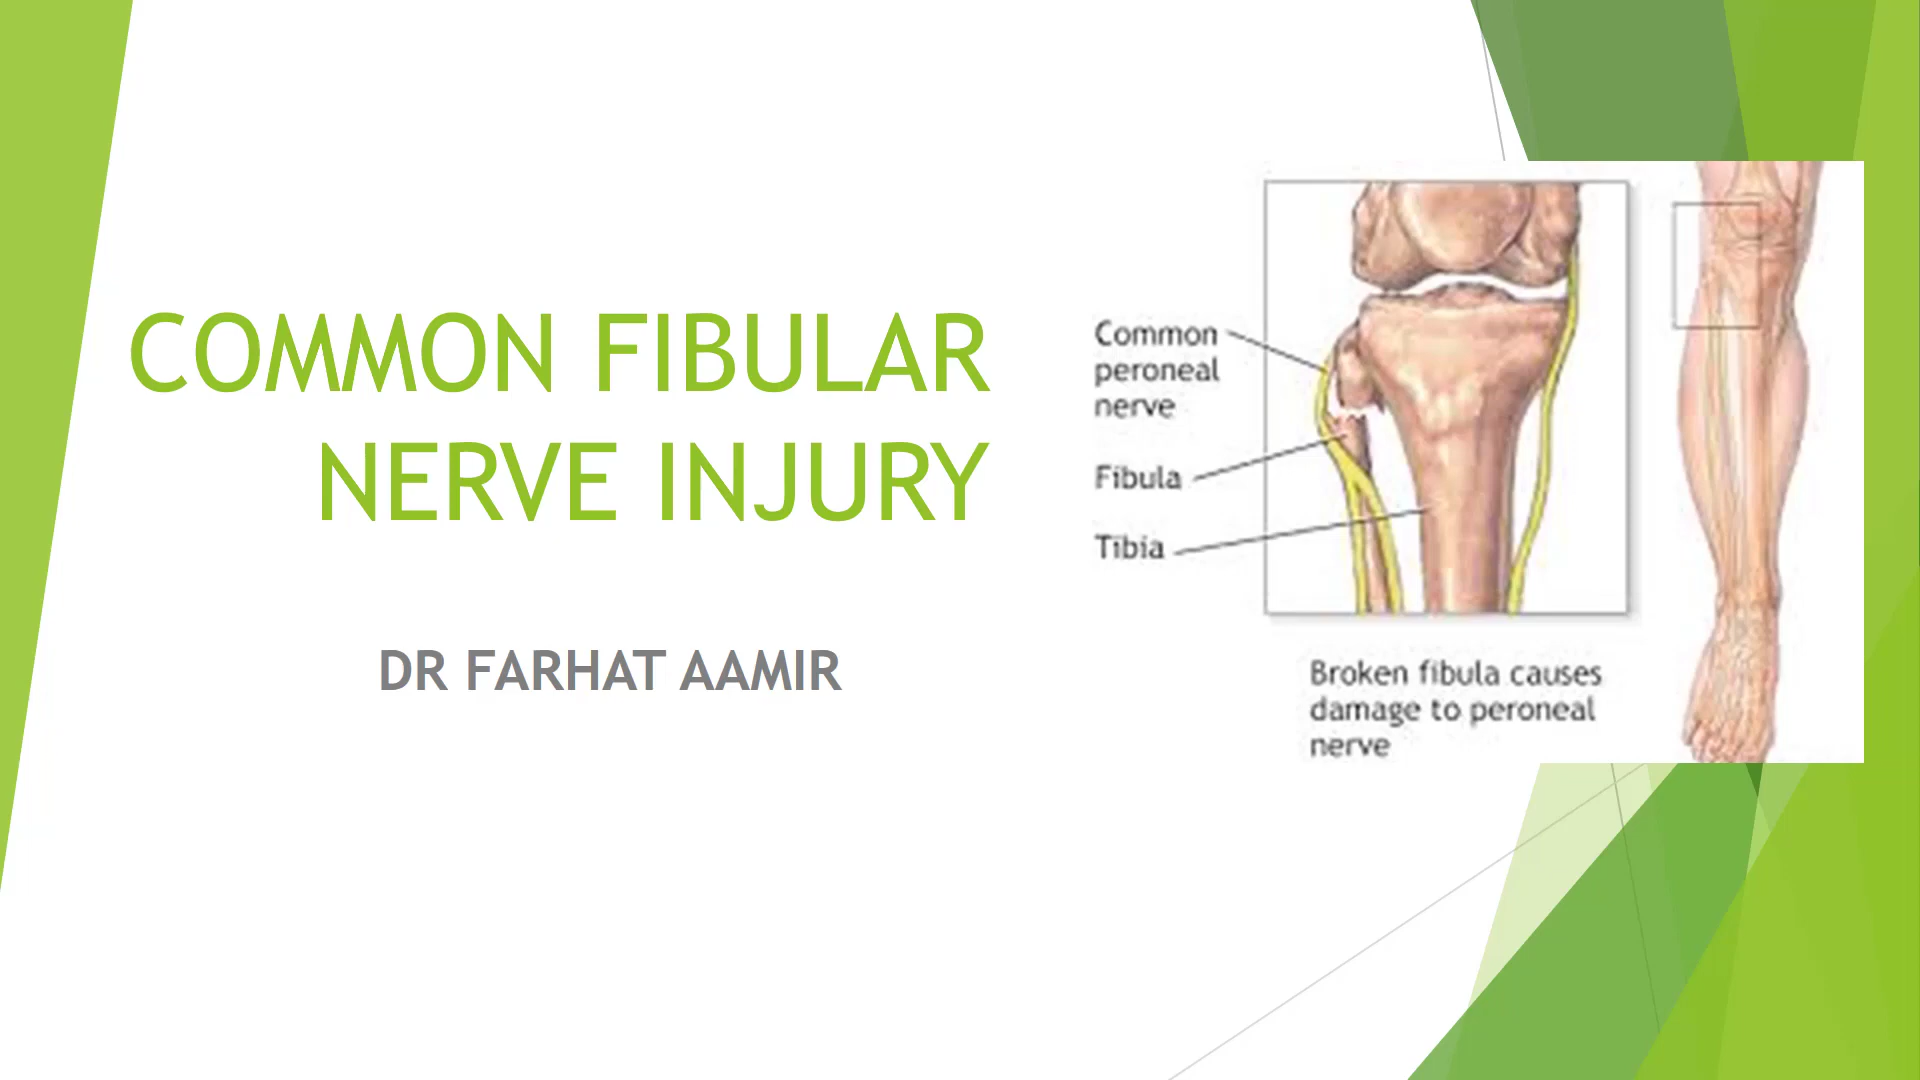 COMMON FIBULAR
NERVE INJURY
DR FARHAT AAMIR
Common
peroneal
nerve
Fibula
Tibia
Broken fibula causes
damage to peroneal
nerve